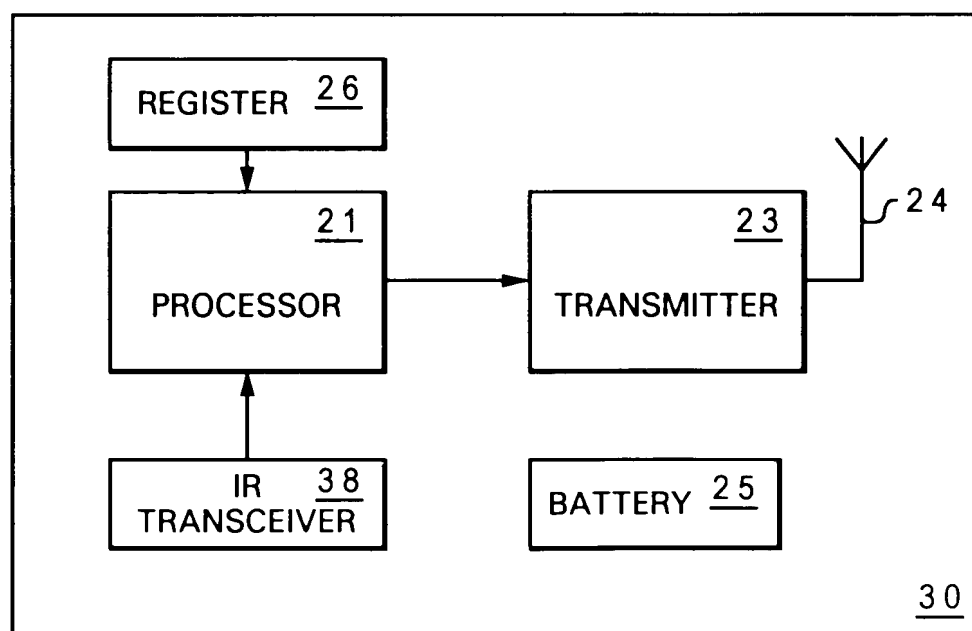 REGISTER 26
21
PROCESSOR
23
TRANSMITTER
24
IR 38
TRANSCEIVER
BATTERY 25
30